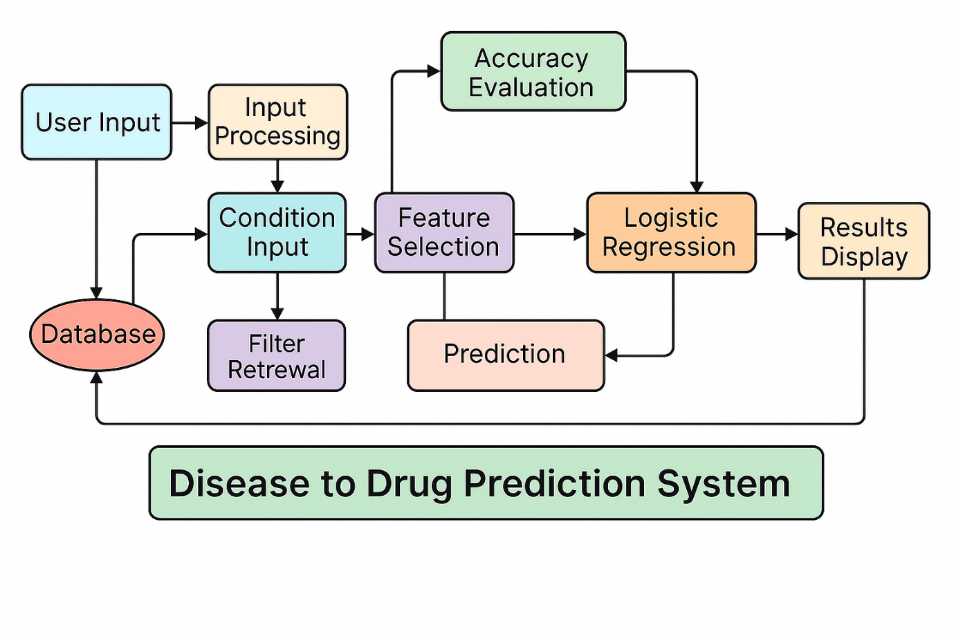 Accuracy
Evaluation
User Input
Input
Processing
Condition
Input
Feature
Selection
Logistic
Regression
Results
Display
Database
Filter
Retrewal
Prediction
Disease to Drug Prediction System